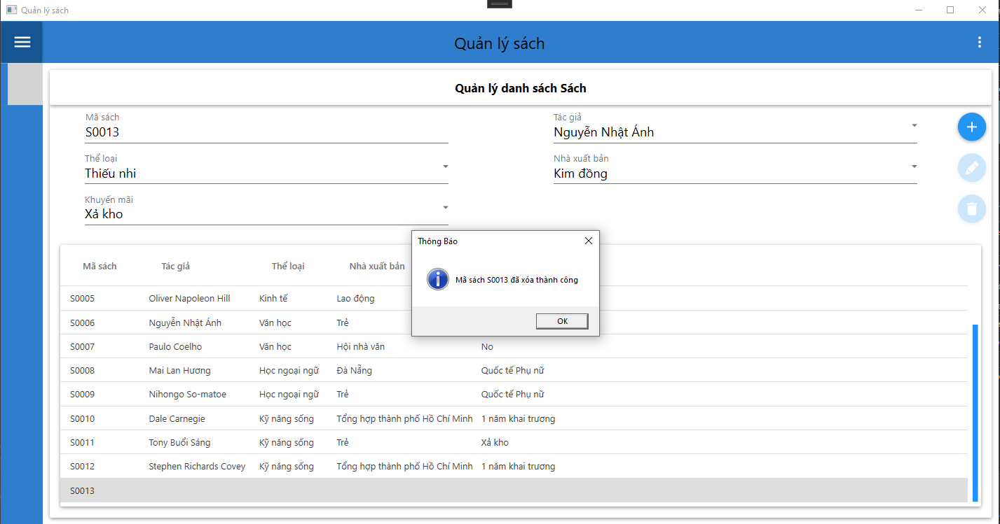 Quản lý sách
Quản lý sách
Quản lý danh sách Sách
Mã sách
S0013
Tác giả
Nguyễn Nhật Ánh
Thể loại
Thiếu nhi
Nhà xuất bản
Kim đồng
Khuyến mãi
Xả kho
Thông Báo
Mã sách S0013 đã xóa thành công
OK
Mã sách Tác giả Thể loại Nhà xuất bản
S0005 Oliver Napoleon Hill Kinh tế Lao động
S0006 Nguyễn Nhật Ánh Văn học Trẻ
S0007 Paulo Coelho Văn học Hội nhà văn No
S0008 Mai Lan Hương Học ngoại ngữ Đà Nẵng Quốc tế Phụ nữ
S0009 Nihongo So-matoe Học ngoại ngữ Trẻ Quốc tế Phụ nữ
S0010 Dale Carnegie Kỹ năng sống Tổng hợp thành phố Hồ Chí Minh 1 năm khai trương
S0011 Tony Buổi Sáng Kỹ năng sống Trẻ Xả kho
S0012 Stephen Richards Covey Kỹ năng sống Tổng hợp thành phố Hồ Chí Minh 1 năm khai trương
S0013